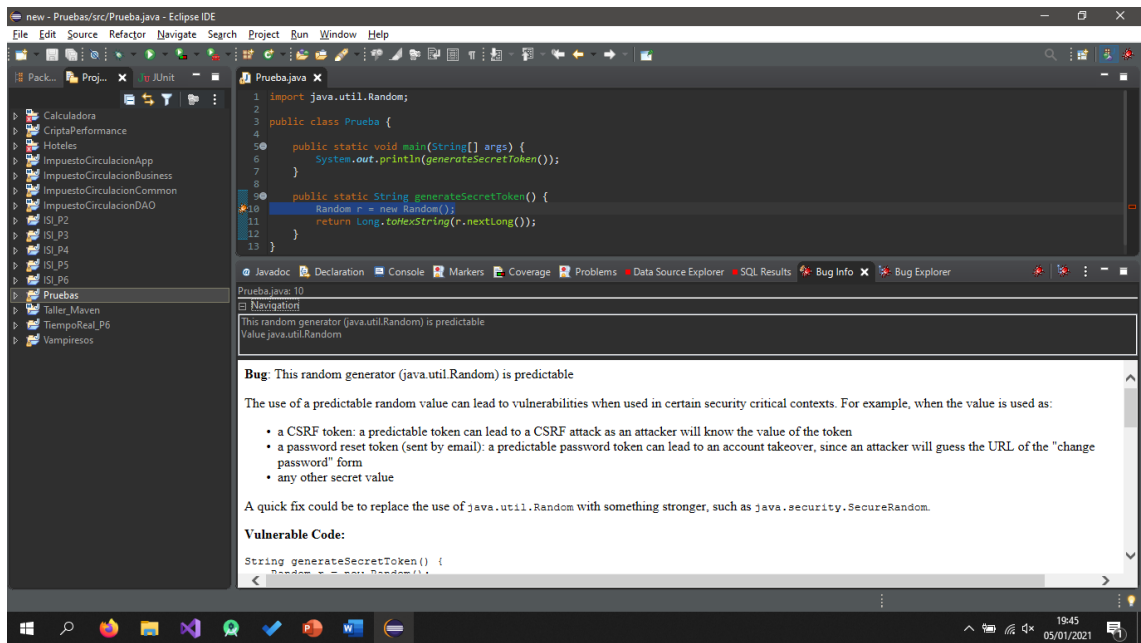 new - Pruebas/src/Prueba.java - Eclipse IDE
File Edit Source Refactor Navigate Search Project Run Window Help
Pack... Proj... JUnit
Prueba.java
Calculadora
CriptaPerformance
Hoteles
ImpuestoCirculacionApp
ImpuestoCirculacionBusiness
ImpuestoCirculacionCommon
ImpuestoCirculacionDAO
ISI_P2
ISI_P3
ISI_P4
ISI_P5
ISI_P6
Pruebas
Taller_Maven
TiempoReal_P6
Vampiresos
1 import java.util.Random;
2
3 public class Prueba {
4
5 public static void main(String[] args) {
6 System.out.println(generateSecretToken());
7 }
8
9 public static String generateSecretToken() {
10 Random r = new Random();
11 return Long.toHexString(r.nextLong());
12 }
13 }
Javadoc Declaration Console Markers Coverage Problems Data Source Explorer SQL Results Bug Info Bug Explorer
Prueba.java: 10
Navigation
This random generator (java.util.Random) is predictable
Value java.util.Random
Bug: This random generator (java.util.Random) is predictable
The use of a predictable random value can lead to vulnerabilities when used in certain security critical contexts. For example, when the value is used as:
• a CSRF token: a predictable token can lead to a CSRF attack as an attacker will know the value of the token
• a password reset token (sent by email): a predictable password token can lead to an account takeover, since an attacker will guess the URL of the "change
password" form
• any other secret value
A quick fix could be to replace the use of java.util.Random with something stronger, such as java.security.SecureRandom.
Vulnerable Code:
String generateSecretToken() {
Random r = new Random();
19:45
05/01/2021